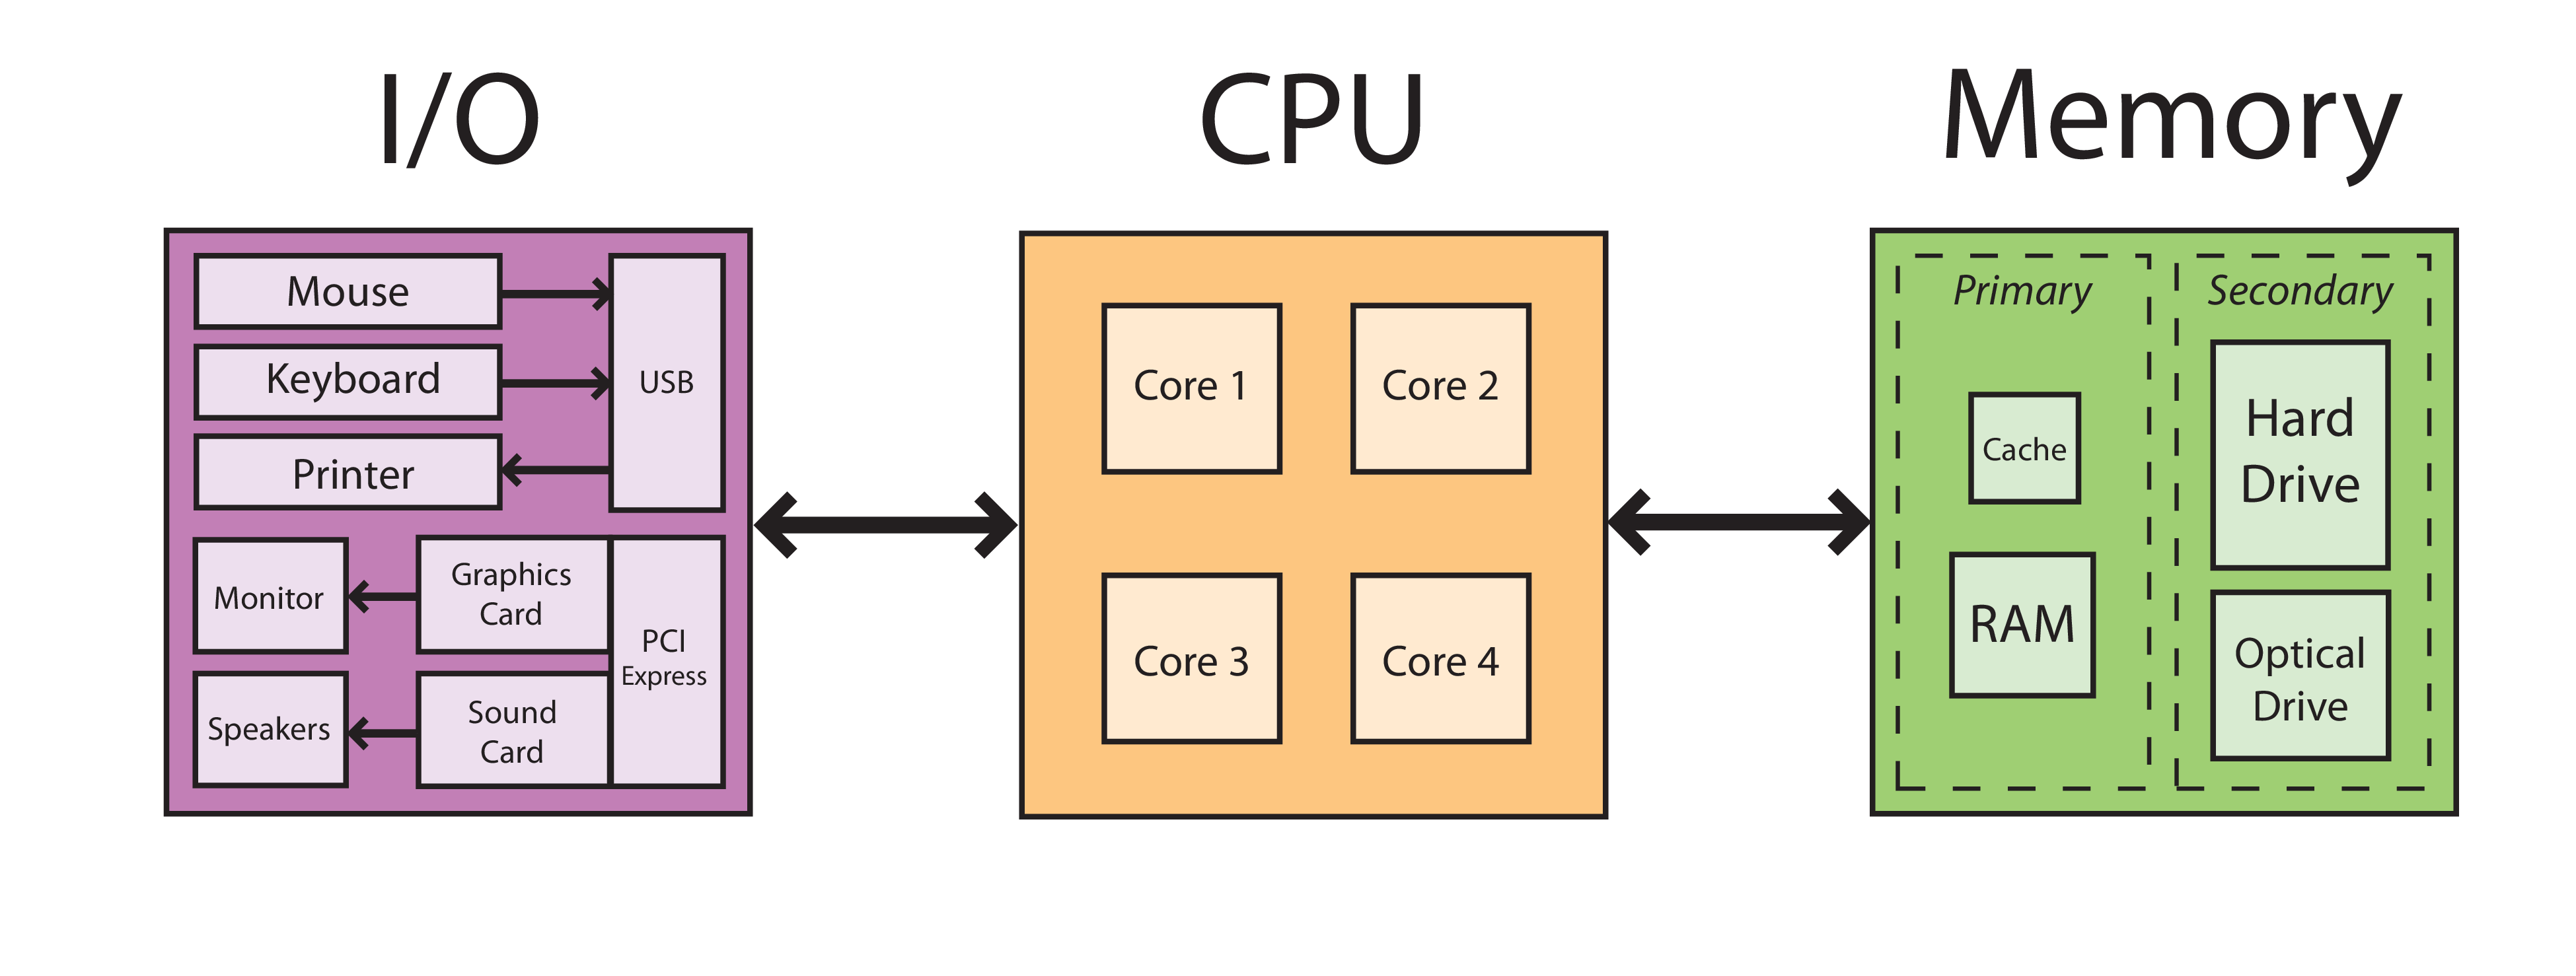 I/O
CPU
Memory
Mouse
Keyboard
Printer
USB
Monitor
Graphics
Card
Speakers
Sound
Card
PCI
Express
Core 1
Core 2
Core 3
Core 4
Primary
Cache
RAM
Secondary
Hard
Drive
Optical
Drive